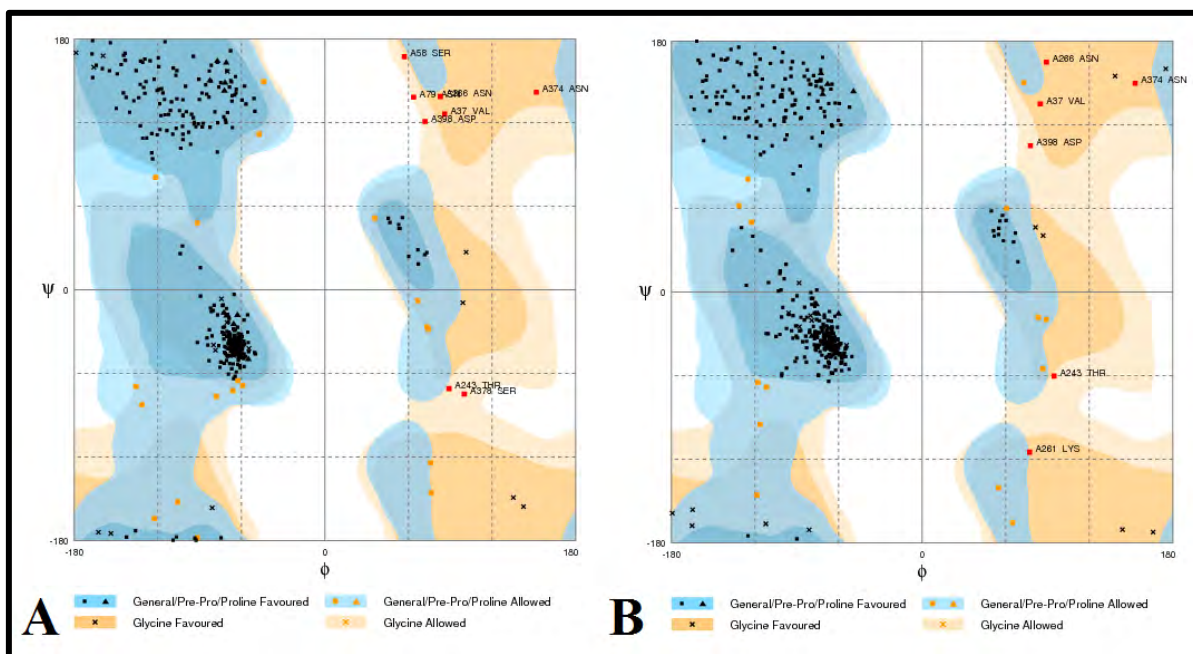 180
A58 SER
A266 ASN
A374 ASN
A37 VAL
A398 ASP
ψ
0
A243 THR
A378 SER
-180
-180
0
180
ϕ
General/Pre-Pro/Proline Favoured
General/Pre-Pro/Proline Allowed
Glycine Favoured
Glycine Allowed
A
180
A266 ASN
A374 ASN
A37 VAL
A398 ASP
ψ
0
A243 THR
A261 LYS
-180
-180
0
180
ϕ
General/Pre-Pro/Proline Favoured
General/Pre-Pro/Proline Allowed
Glycine Favoured
Glycine Allowed
B